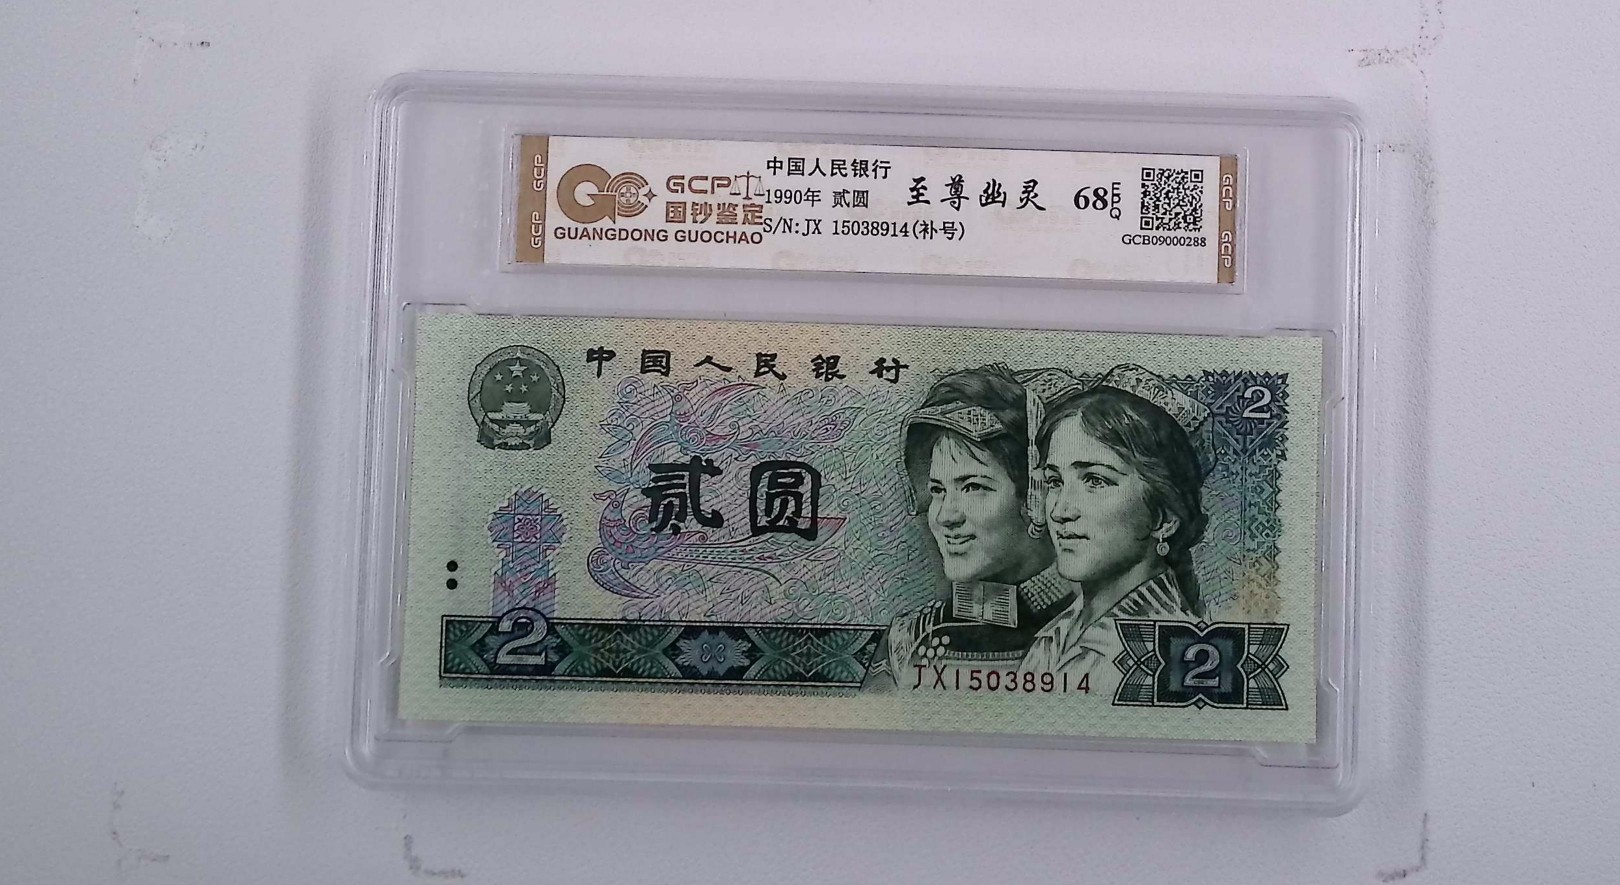 GCP GCP
GCP
国钞鉴定
GUANGDONG GUOCHAO
中国人民银行
1990年 贰圆
S/N:JX 15038914(补号)
至尊幽灵
68
EPQ
GCB09000288
GCP GCP
中国人民银行
2
贰圆
2
JX15038914
2